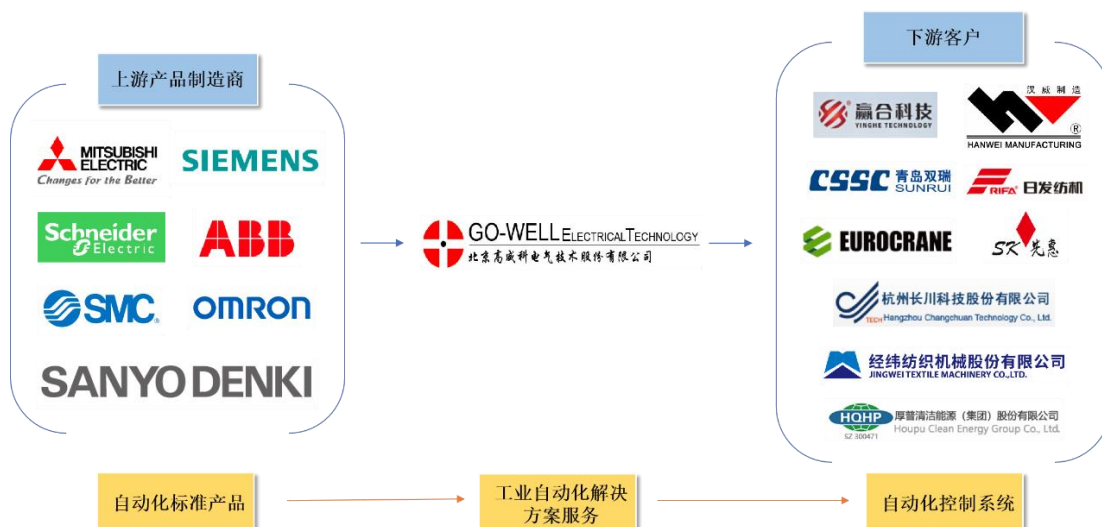 上游产品制造商
MITSUBISHI
ELECTRIC
Changes for the Better
SIEMENS
Schneider
Electric
ABB
SMC
OMRON
SANYO DENKI
GO-WELL ELECTRICAL TECHNOLOGY
北京高威科电气技术股份有限公司
下游客户
赢合科技
YINGHE TECHNOLOGY
汉威制造
®
HANWEI MANUFACTURING
CSSC 青岛双瑞
SUNRUI
RIFA® 日发纺机
EUROCRANE
SK 先惠
TECH
杭州长川科技股份有限公司
Hangzhou Changchuan Technology Co., Ltd.
经纬纺织机械股份有限公司
JINGWEI TEXTILE MACHINERY CO.,LTD.
HQHP
SZ 300471
厚普清洁能源（集团）股份有限公司
Houpu Clean Energy Group Co., Ltd.
自动化标准产品
工业自动化解决
方案服务
自动化控制系统